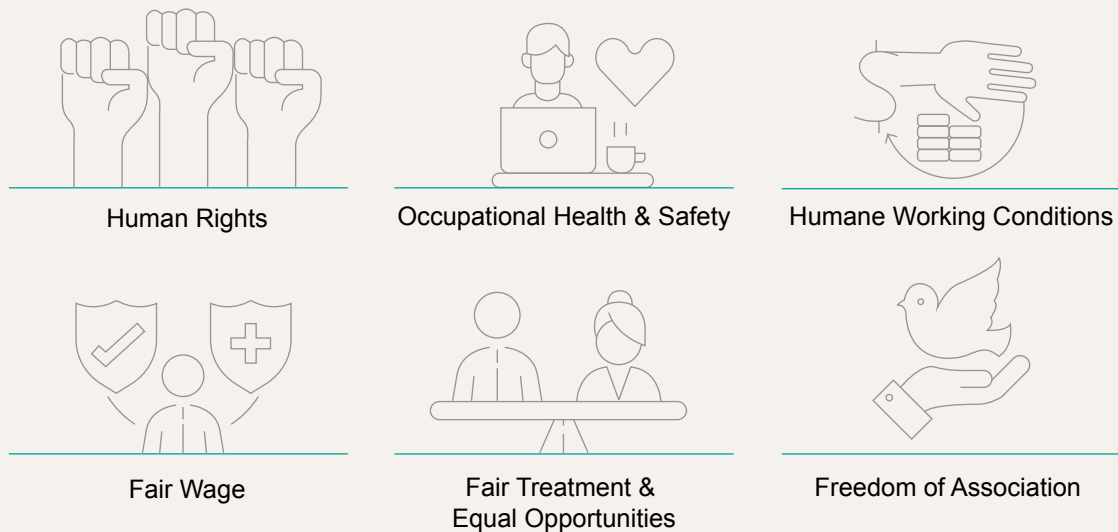 Human Rights
Occupational Health & Safety
Humane Working Conditions
Fair Wage
Fair Treatment &
Equal Opportunities
Freedom of Association